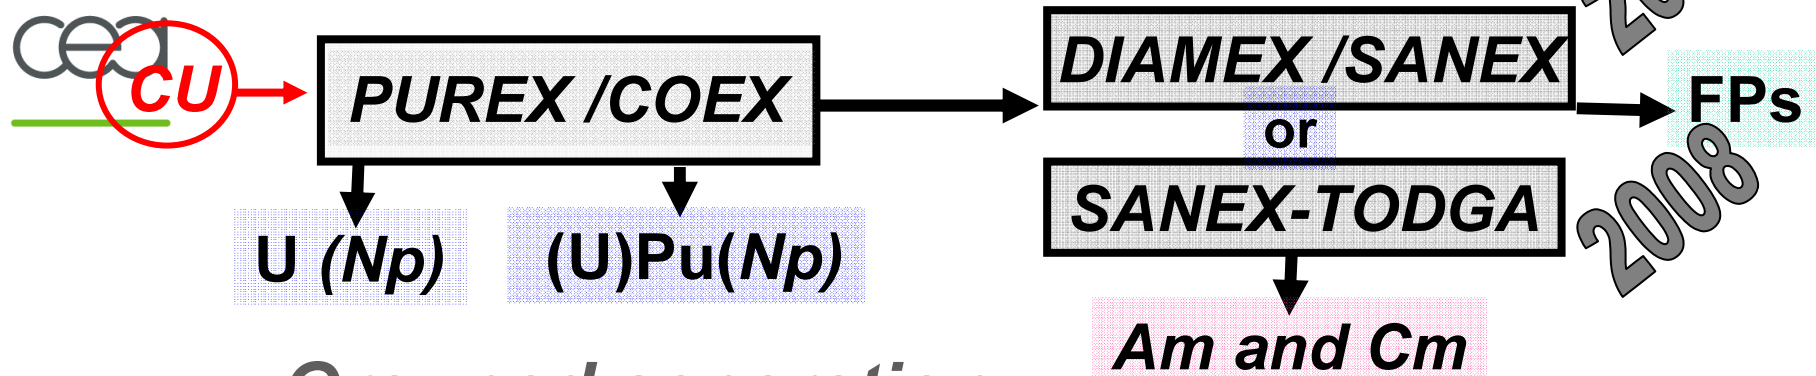 cea
CU
PUREX /COEX
DIAMEX /SANEX
FPs
or
SANEX-TODGA
2008
U (Np)
(U)Pu(Np)
Am and Cm